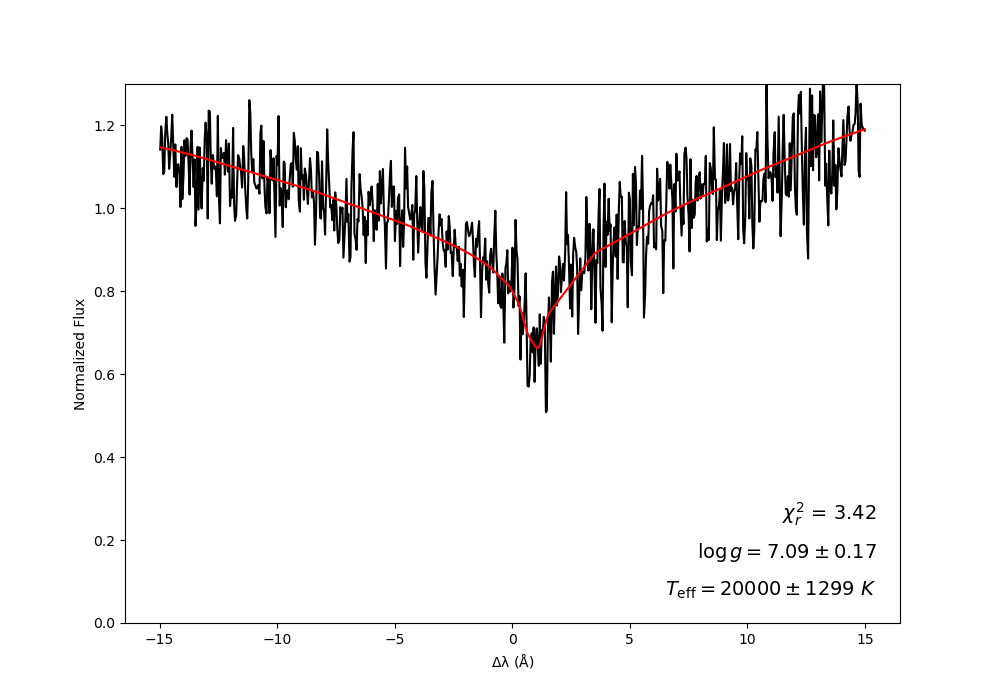 1.2
1.0
0.8
0.6
0.4
0.2
0.0
Normalized Flux
χ²ᵣ = 3.42
log g = 7.09 ± 0.17
T_eff = 20000 ± 1299 K
−15 −10 −5 0 5 10 15
Δλ (Å)